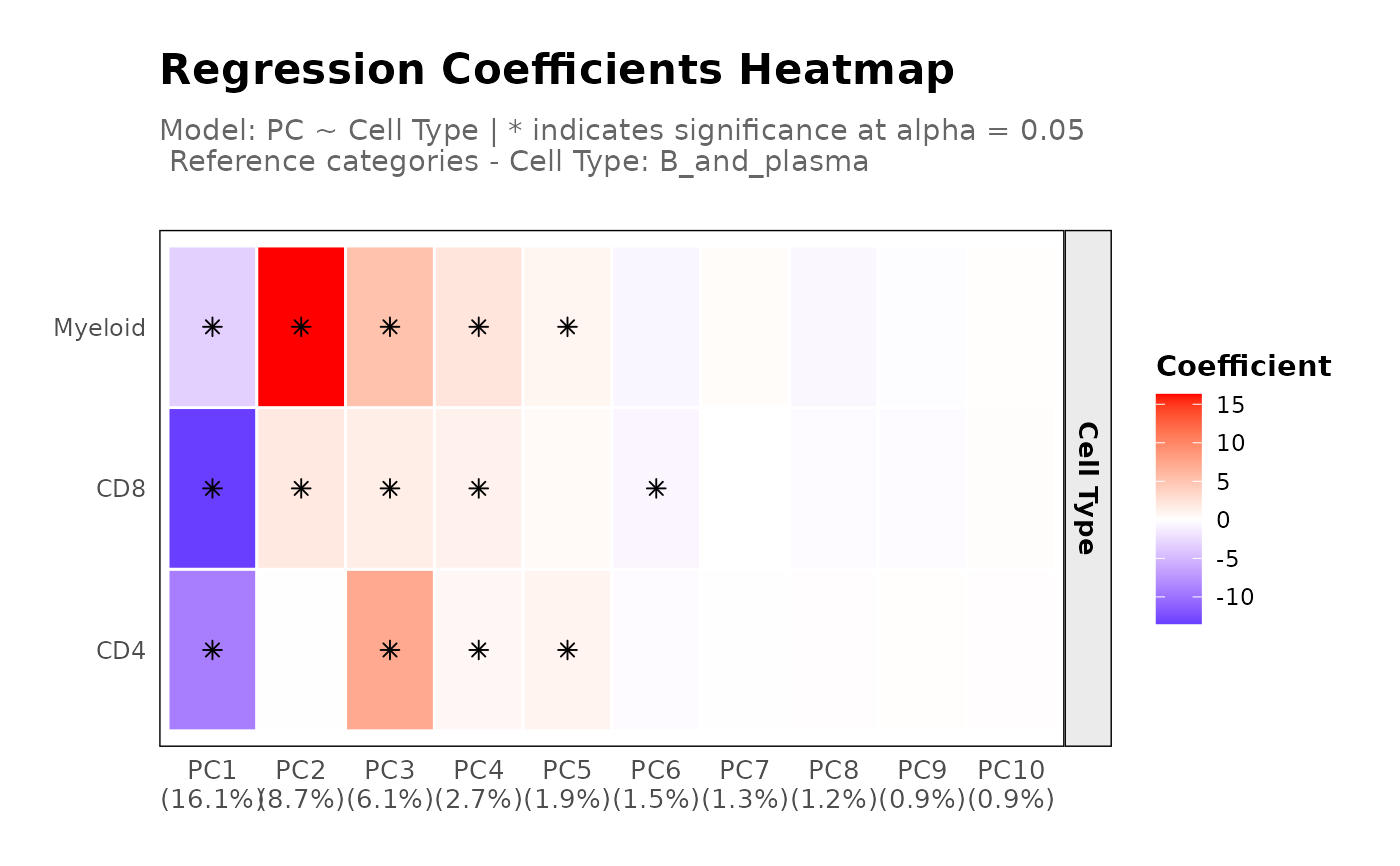 Regression Coefficients Heatmap
Model: PC ~ Cell Type | * indicates significance at alpha = 0.05
Reference categories - Cell Type: B_and_plasma
Myeloid * * * * *
CD8 * * * * *
CD4 * * * *
Cell Type
PC1 PC2 PC3 PC4 PC5 PC6 PC7 PC8 PC9 PC10
(16.1%) (8.7%) (6.1%) (2.7%) (1.9%) (1.5%) (1.3%) (1.2%) (0.9%) (0.9%)
Coefficient
15
10
5
0
-5
-10